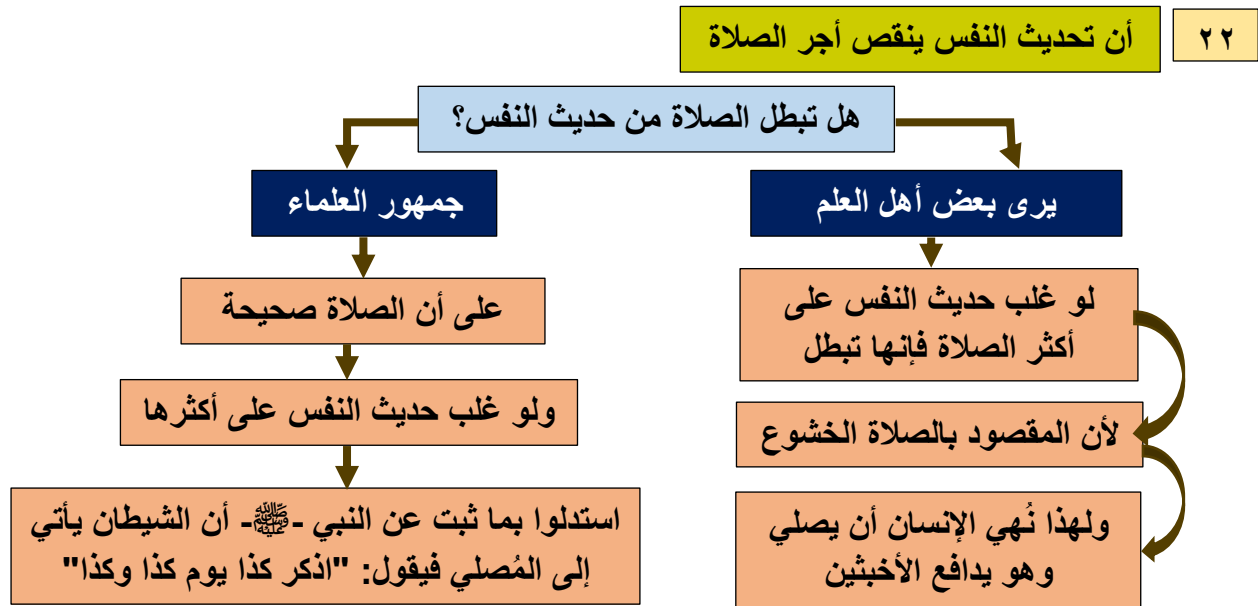 ٢٢
أن تحديث النفس ينقص أجر الصلاة
هل تبطل الصلاة من حديث النفس؟
يرى بعض أهل العلم
لو غلب حديث النفس على
أكثر الصلاة فإنها تبطل
لأن المقصود بالصلاة الخشوع
ولهذا نُهي الإنسان أن يصلي
وهو يدافع الأخبثين
جمهور العلماء
على أن الصلاة صحيحة
ولو غلب حديث النفس على أكثرها
استدلوا بما ثبت عن النبي -ﷺ- أن الشيطان يأتي
إلى المُصلي فيقول: "اذكر كذا يوم كذا وكذا"